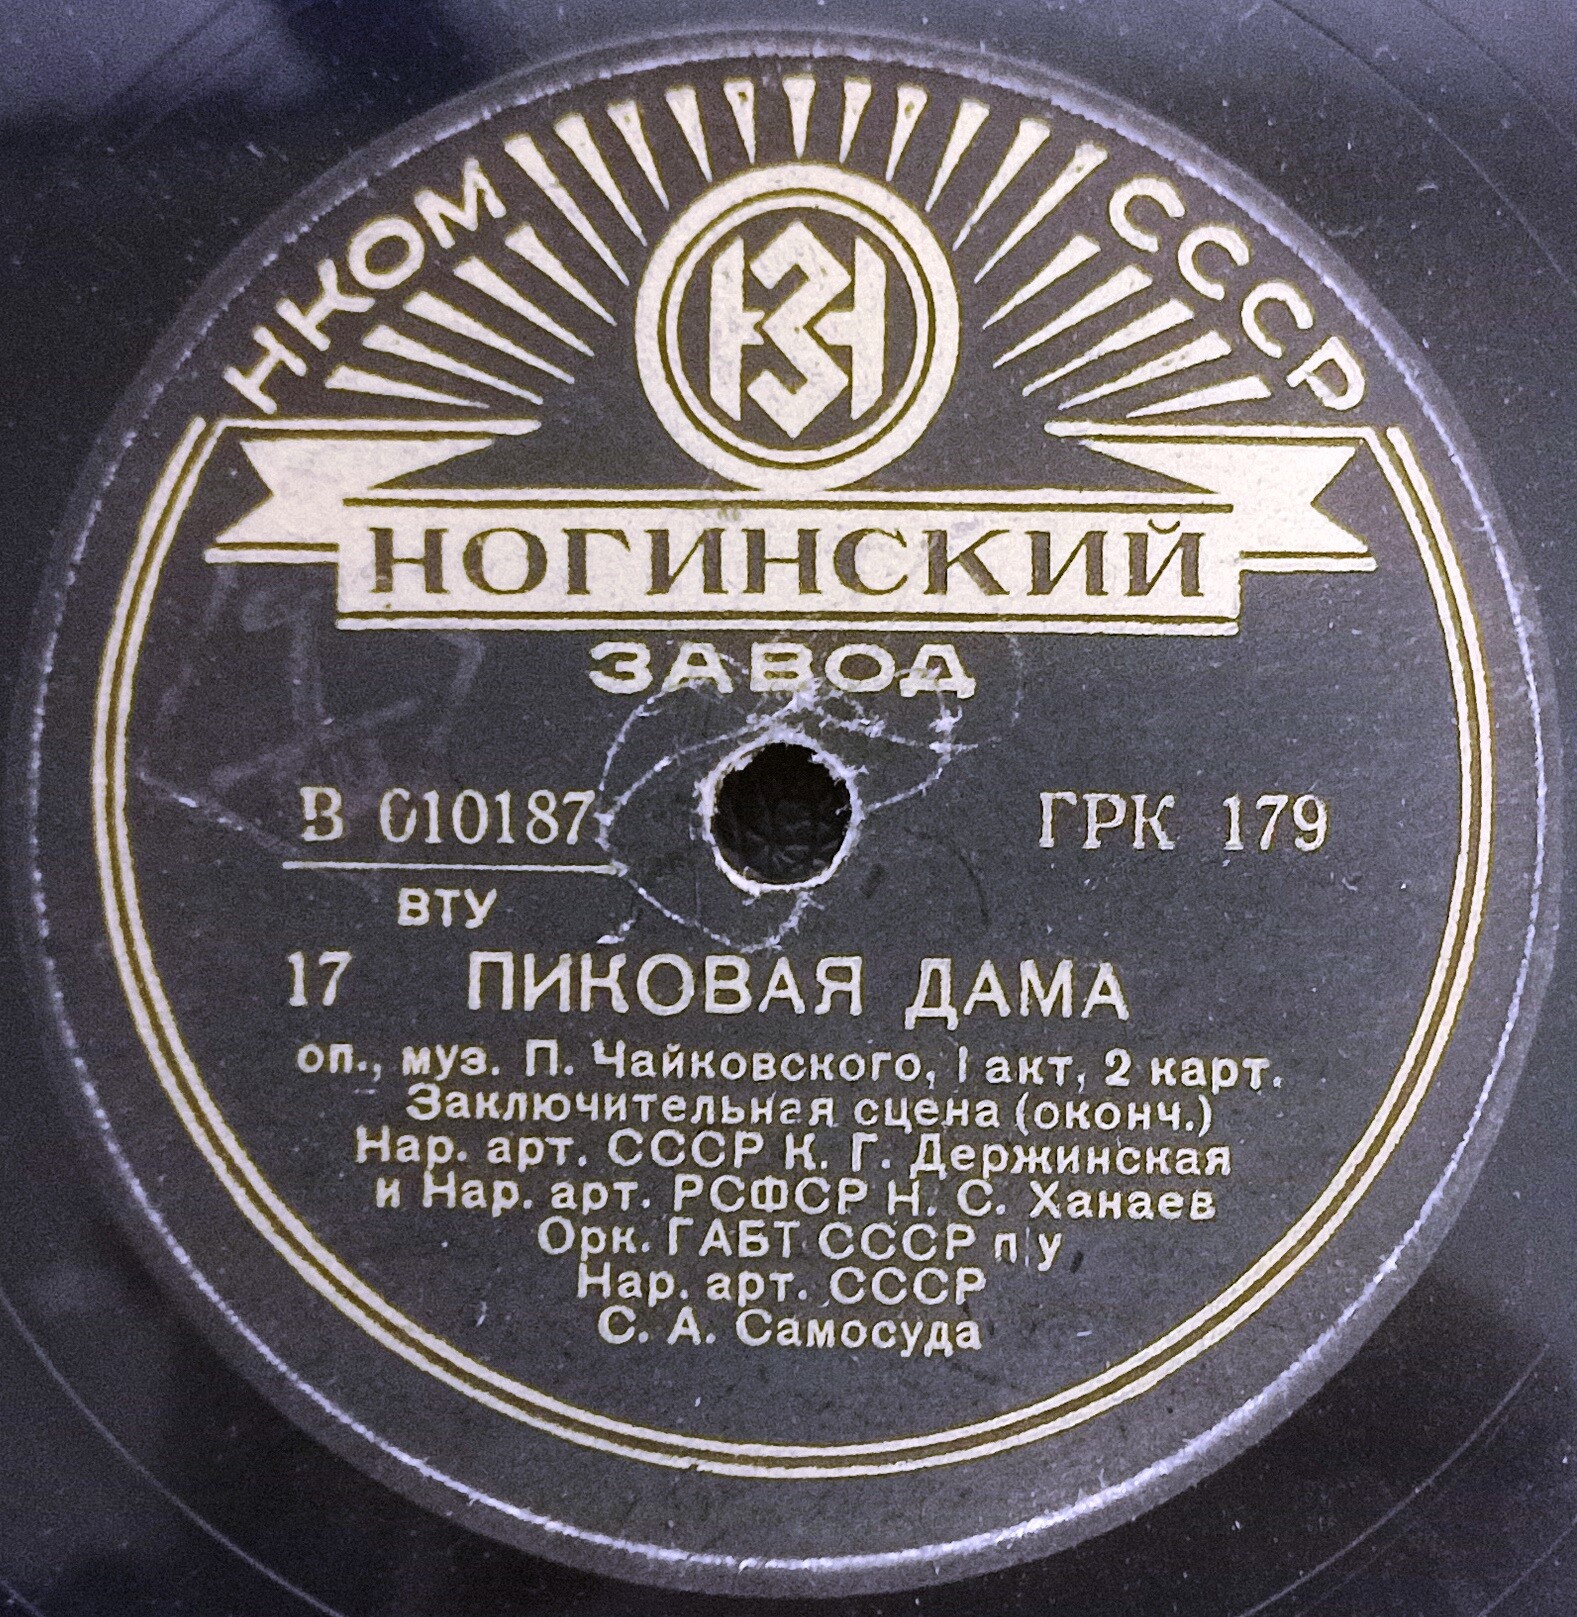 НКОМ СССР
НЗ
НОГИНСКИЙ
ЗАВОД
В 010187 ГРК 179
ВТУ
17 ПИКОВАЯ ДАМА
оп., муз. П. Чайковского, I акт, 2 карт.
Заключительная сцена (оконч.)
Нар. арт. СССР К. Г. Держинская
и Нар. арт. РСФСР Н. С. Ханаев
Орк. ГАБТ СССР п/у
Нар. арт. СССР
С. А. Самосуда